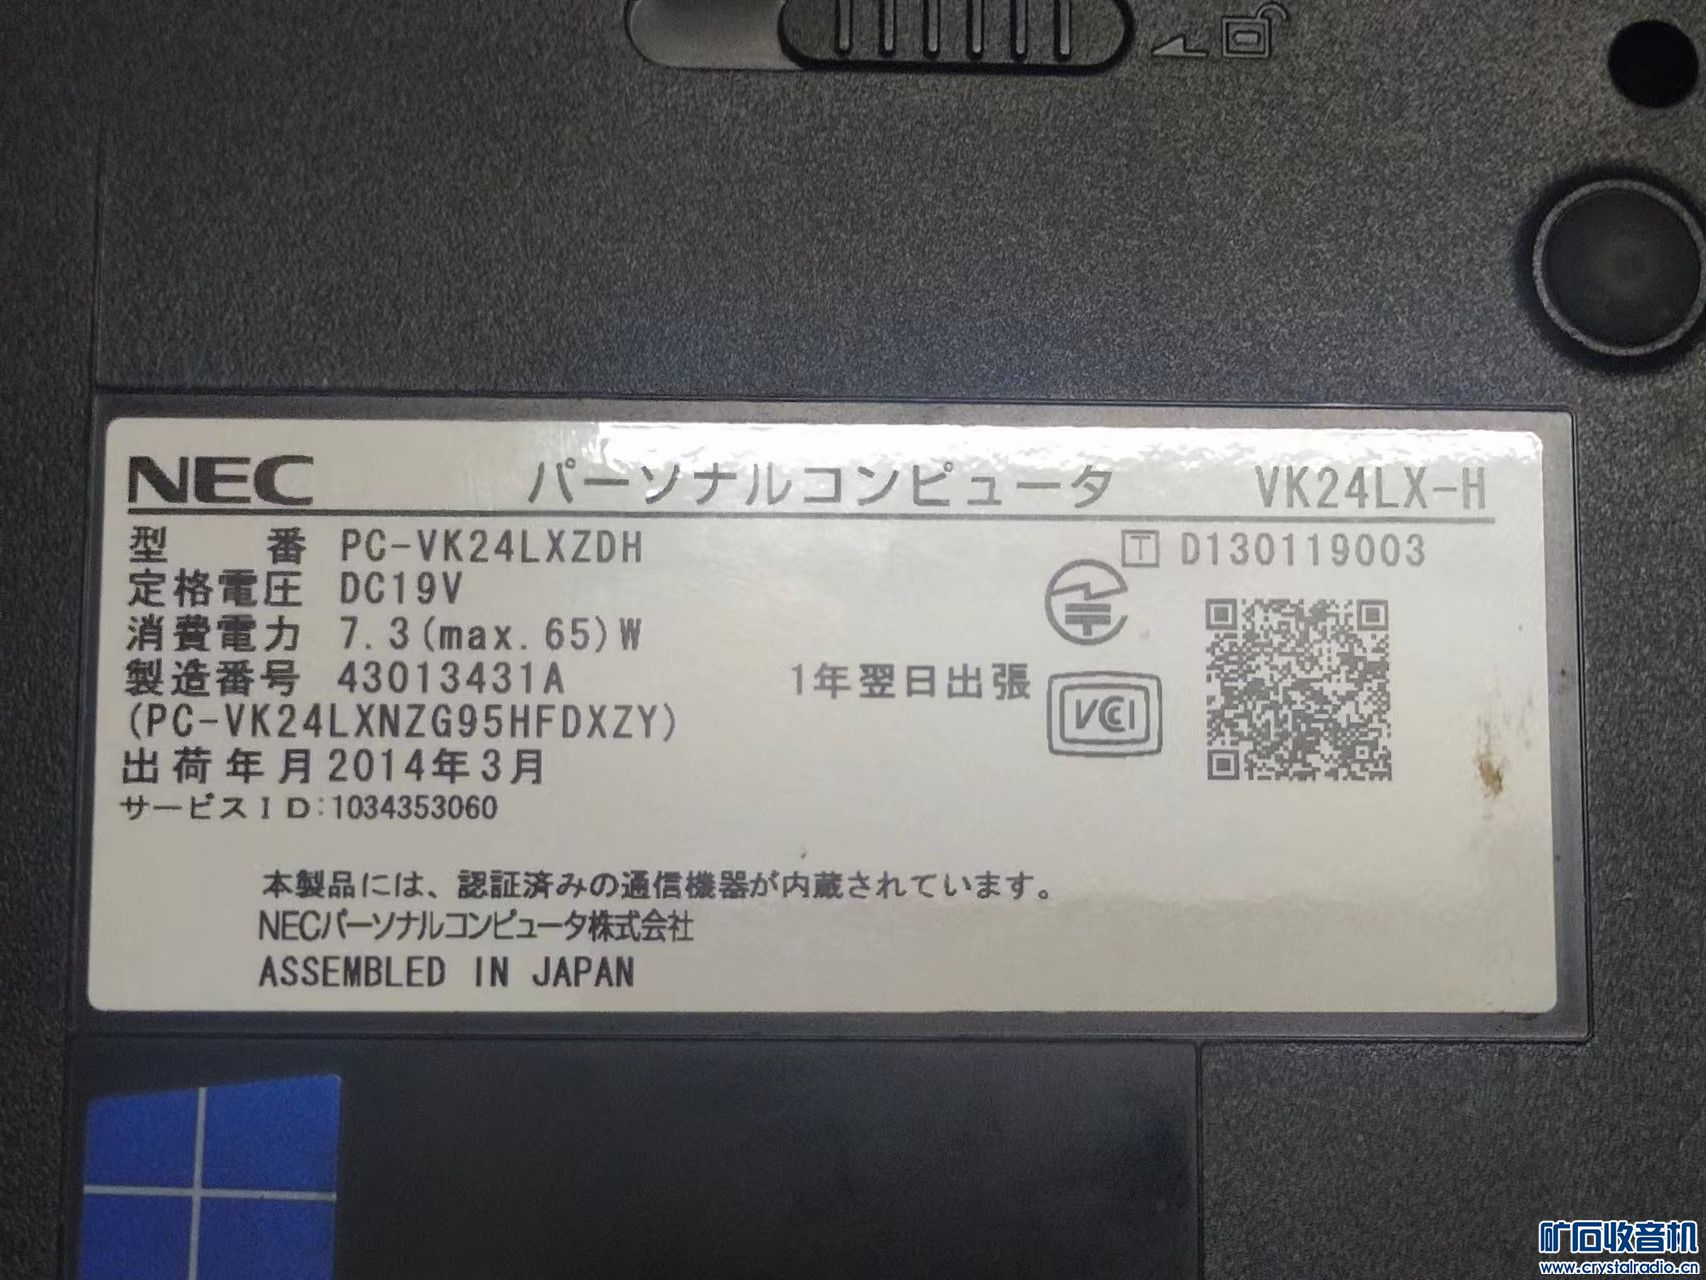 NEC パーソナルコンピュータ VK24LX-H
型 番 PC-VK24LXZDH
T D130119003
定格電圧 DC19V
消費電力 7.3(max.65)W
製造番号 43013431A
1年翌日出張
VCI
(PC-VK24LXNZG95HFDXZY)
出荷年月2014年3月
サービスID:1034353060
本製品には、認証済みの通信機器が内蔵されています。
NECパーソナルコンピュータ株式会社
ASSEMBLED IN JAPAN
矿石收音机
www.crystalradio.cn